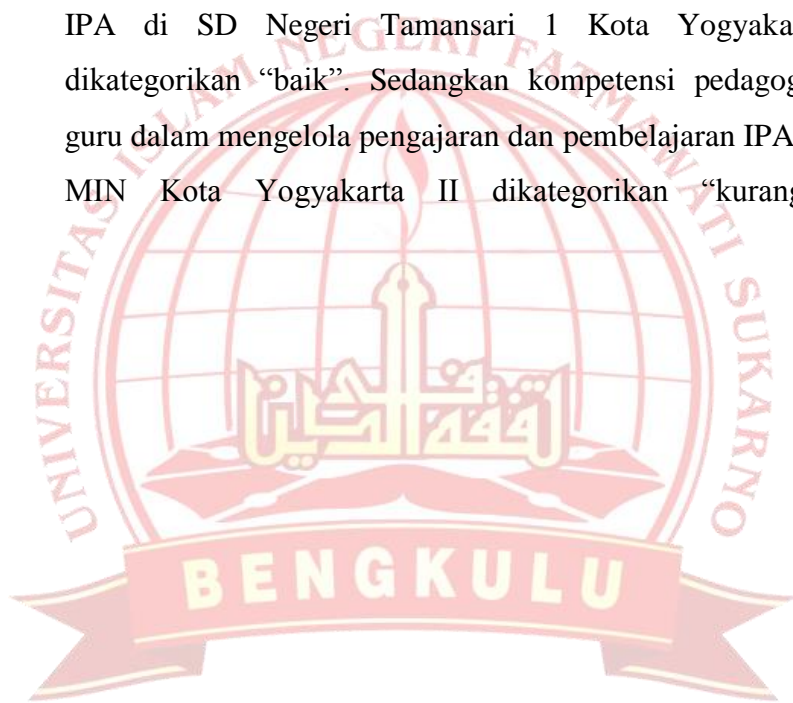 IPA di SD Negeri Tamansari 1 Kota Yogyaka
dikategorikan “baik”. Sedangkan kompetensi pedagog
guru dalam mengelola pengajaran dan pembelajaran IPA
MIN Kota Yogyakarta II dikategorikan “kurang
UNIVERSITAS ISLAM NEGERI FATMAWATI SUKARNO
BENGKULU